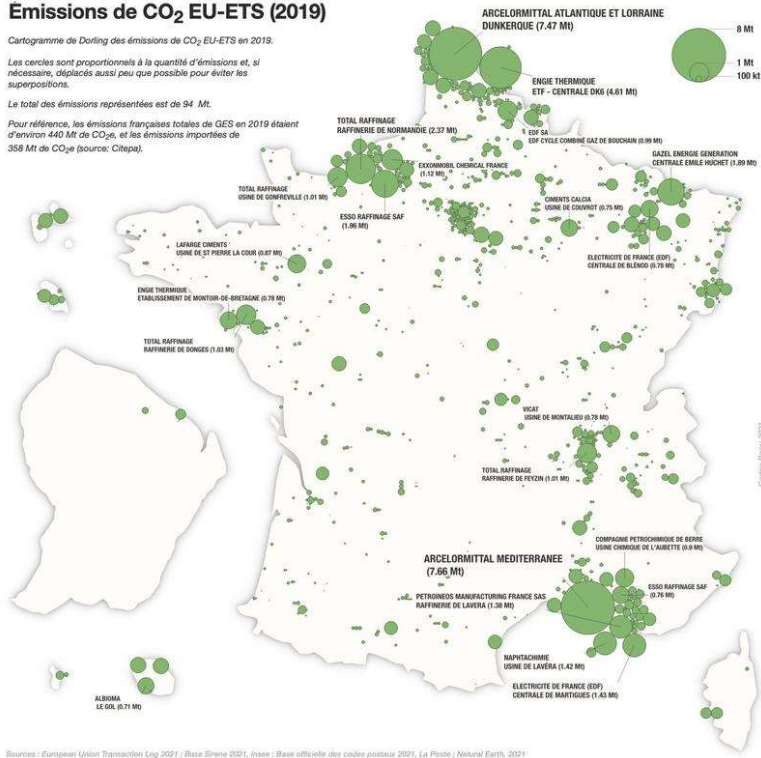 Émissions de CO₂ EU-ETS (2019)
Cartogramme de Dorling des émissions de CO₂ EU-ETS en 2019.
Les cercles sont proportionnels à la quantité d'émissions et, si
nécessaire, déplacés aussi peu que possible pour éviter les
superpositions.
Le total des émissions représentées est de 94 Mt.
Pour référence, les émissions françaises totales de GES en 2019 étaient
d'environ 440 Mt de CO₂e, et les émissions importées de
358 Mt de CO₂e (source: Citepa).
8 Mt
1 Mt
100 kt
ARCELORMITTAL ATLANTIQUE ET LORRAINE
DUNKERQUE (7.47 Mt)
ENGIE THERMIQUE
ETF - CENTRALE DK6 (4.61 Mt)
TOTAL RAFFINAGE
RAFFINERIE DE NORMANDIE (2.37 Mt)
EDF SA
EDF CYCLE COMBINÉ GAZ DE BOUCHAIN (0.99 Mt)
EXXONMOBIL CHEMICAL FRANCE
(1.12 Mt)
GAZEL ENERGIE GENERATION
CENTRALE EMILE HUCHET (1.89 Mt)
TOTAL RAFFINAGE
USINE DE GONFREVILLE (1.01 Mt)
ESSO RAFFINAGE SAF
(1.96 Mt)
CIMENTS CALCIA
USINE DE COUVROT (0.75 Mt)
LAFARGE CIMENTS
USINE DE ST PIERRE LA COUR (0.87 Mt)
ELECTRICITE DE FRANCE (EDF)
CENTRALE DE BLÉNOD (0.78 Mt)
ENGIE THERMIQUE
ETABLISSEMENT DE MONTOIR-DE-BRETAGNE (0.78 Mt)
TOTAL RAFFINAGE
RAFFINERIE DE DONGES (1.03 Mt)
VICAT
USINE DE MONTALIEU (0.78 Mt)
TOTAL RAFFINAGE
RAFFINERIE DE FEYZIN (1.01 Mt)
COMPAGNIE PETROCHIMIQUE DE BERRE
USINE CHIMIQUE DE L'AUBETTE (0.9 Mt)
ARCELORMITTAL MEDITERRANEE
(7.66 Mt)
ESSO RAFFINAGE SAF
(0.76 Mt)
PETROINEOS MANUFACTURING FRANCE SAS
RAFFINERIE DE LAVERA (1.38 Mt)
NAPHTACHIMIE
USINE DE LAVÉRA (1.42 Mt)
ELECTRICITE DE FRANCE (EDF)
CENTRALE DE MARTIGUES (1.43 Mt)
ALBIOMA
LE GOL (0.71 Mt)
Sources : European Union Transaction Log 2021 ; Base Sirene 2021, Insee ; Base officielle des codes postaux 2021, La Poste ; Natural Earth, 2021